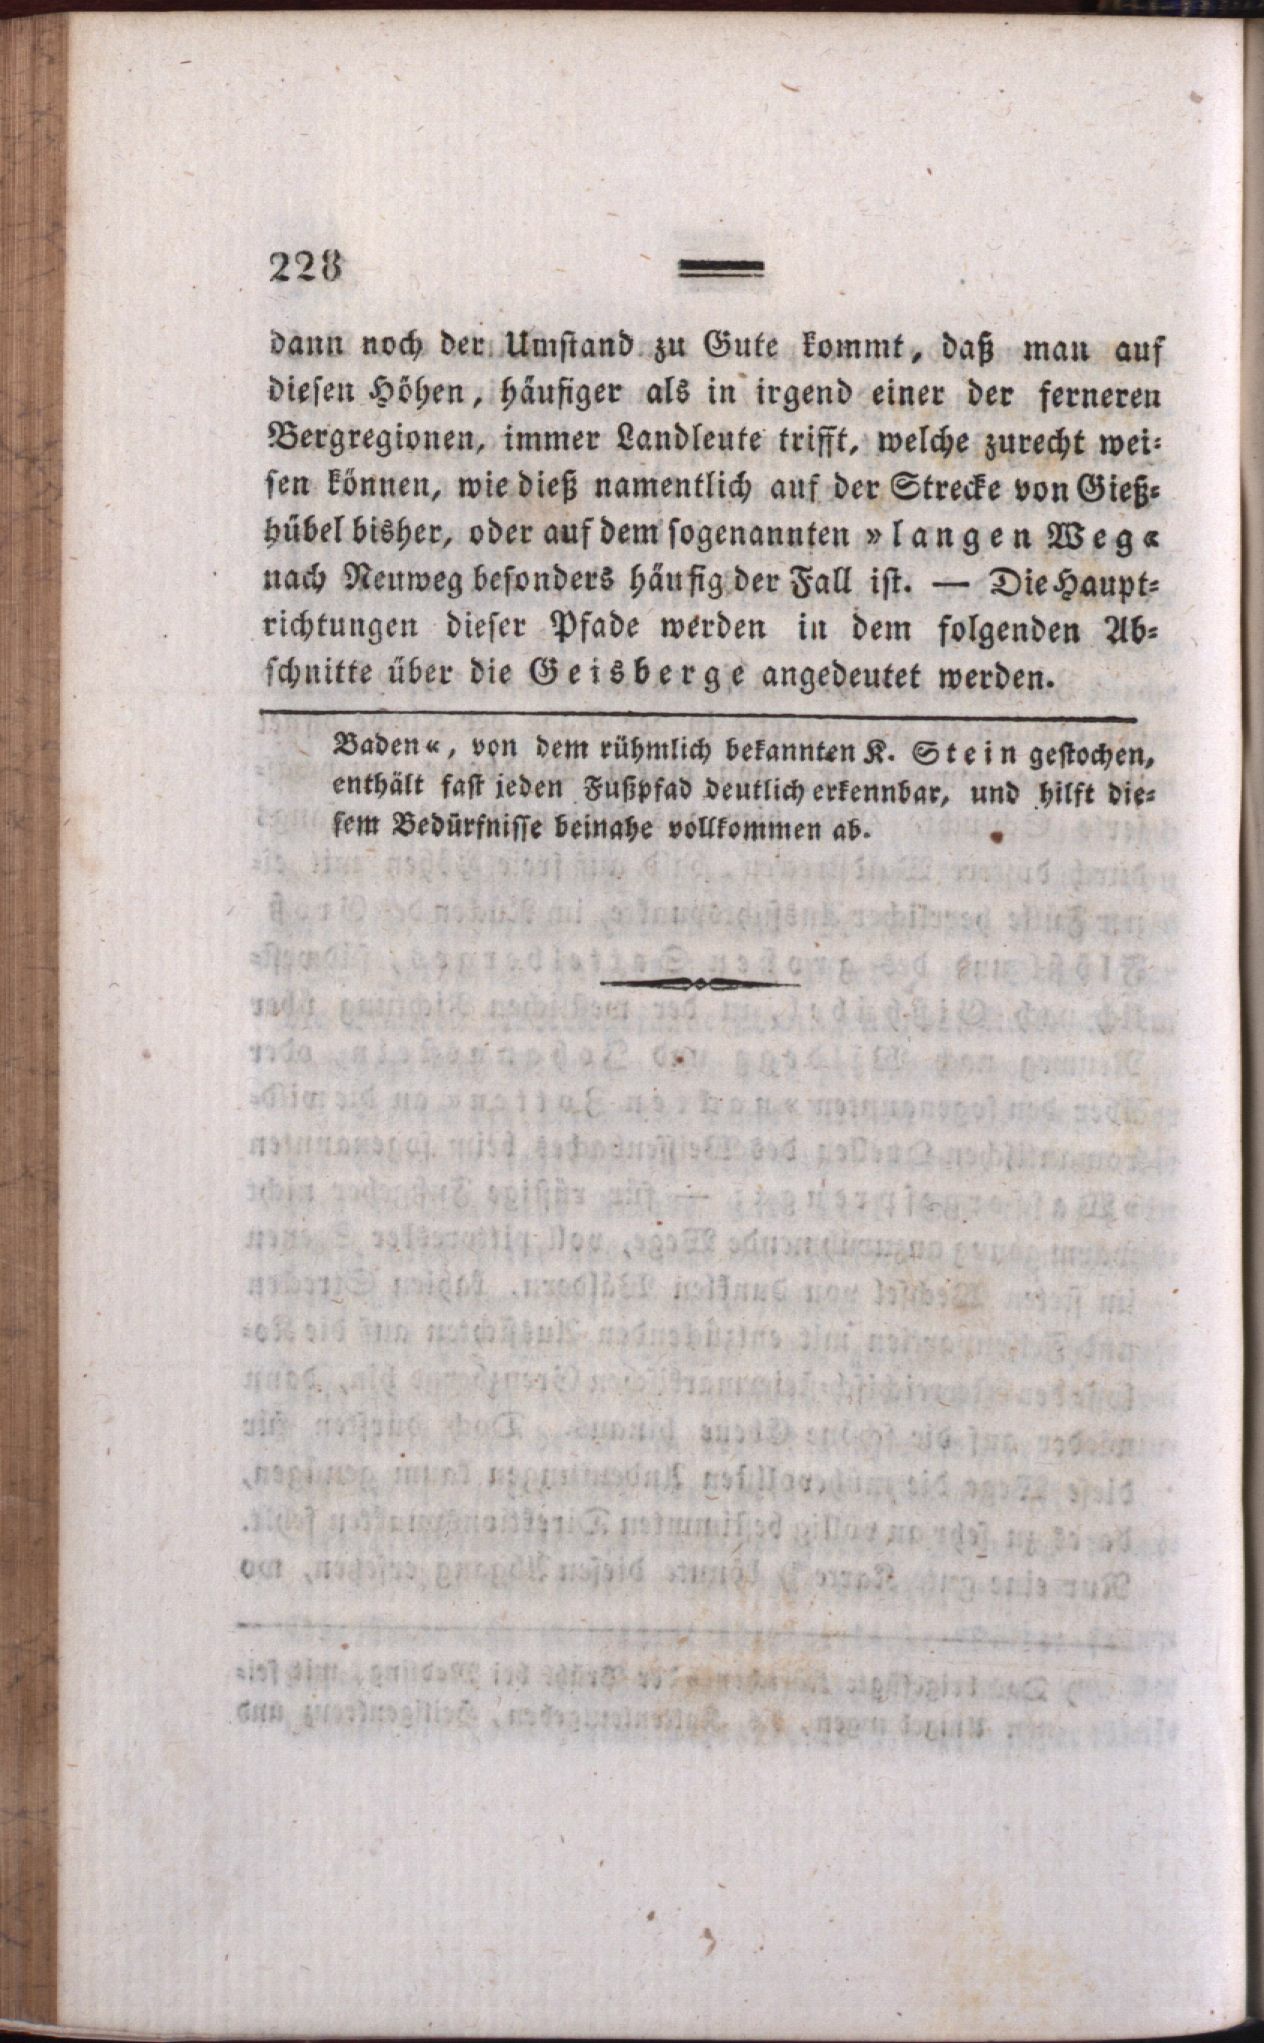 228
dann noch der Umstand zu Gute kommt, daß man auf
diesen Höhen, häufiger als in irgend einer der ferneren
Bergregionen, immer Landleute trifft, welche zurecht wei-
sen können, wie dieß namentlich auf der Strecke von Gieß-
hübel bisher, oder auf dem sogenannten »langen Weg«
nach Neuweg besonders häufig der Fall ist. — Die Haupt-
richtungen dieser Pfade werden in dem folgenden Ab-
schnitte über die Geisberge angedeutet werden.
Baden«, von dem rühmlich bekannten K. Stein gestochen,
enthält fast jeden Fußpfad deutlich erkennbar, und hilft die-
sem Bedürfnisse beinahe vollkommen ab.